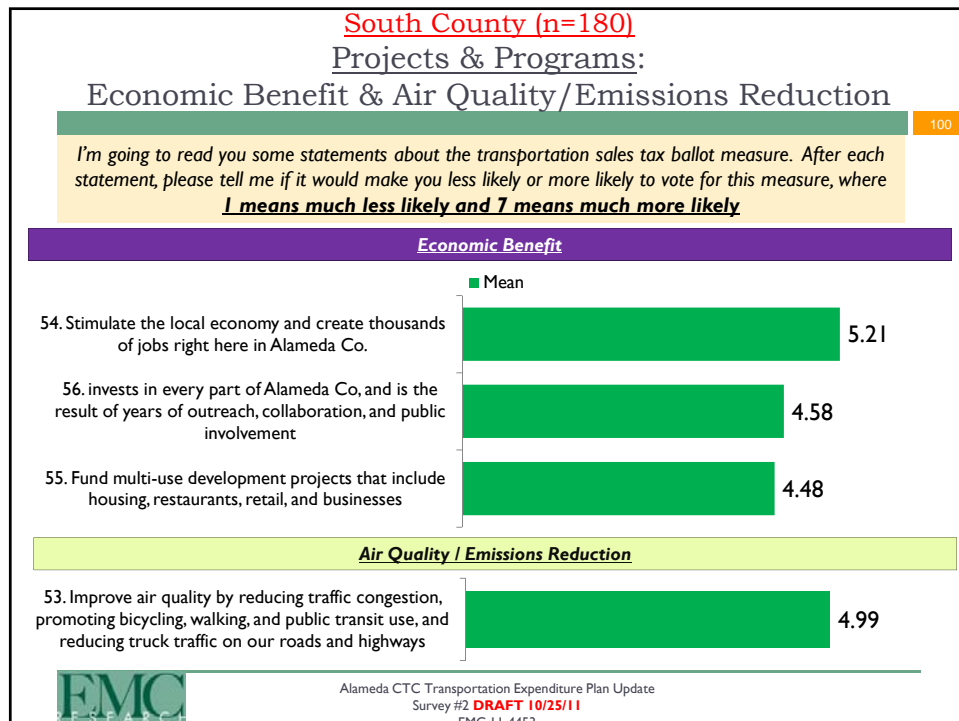 South County (n=180)
Projects & Programs:
Economic Benefit & Air Quality/Emissions Reduction
100
I'm going to read you some statements about the transportation sales tax ballot measure. After each
statement, please tell me if it would make you less likely or more likely to vote for this measure, where
1 means much less likely and 7 means much more likely
Economic Benefit
Mean
54. Stimulate the local economy and create thousands
of jobs right here in Alameda Co.
5.21
56. invests in every part of Alameda Co, and is the
result of years of outreach, collaboration, and public
involvement
4.58
55. Fund multi-use development projects that include
housing, restaurants, retail, and businesses
4.48
Air Quality / Emissions Reduction
53. Improve air quality by reducing traffic congestion,
promoting bicycling, walking, and public transit use, and
reducing truck traffic on our roads and highways
4.99
EMC
RESEARCH
Alameda CTC Transportation Expenditure Plan Update
Survey #2 DRAFT 10/25/11
EMC 11-4453